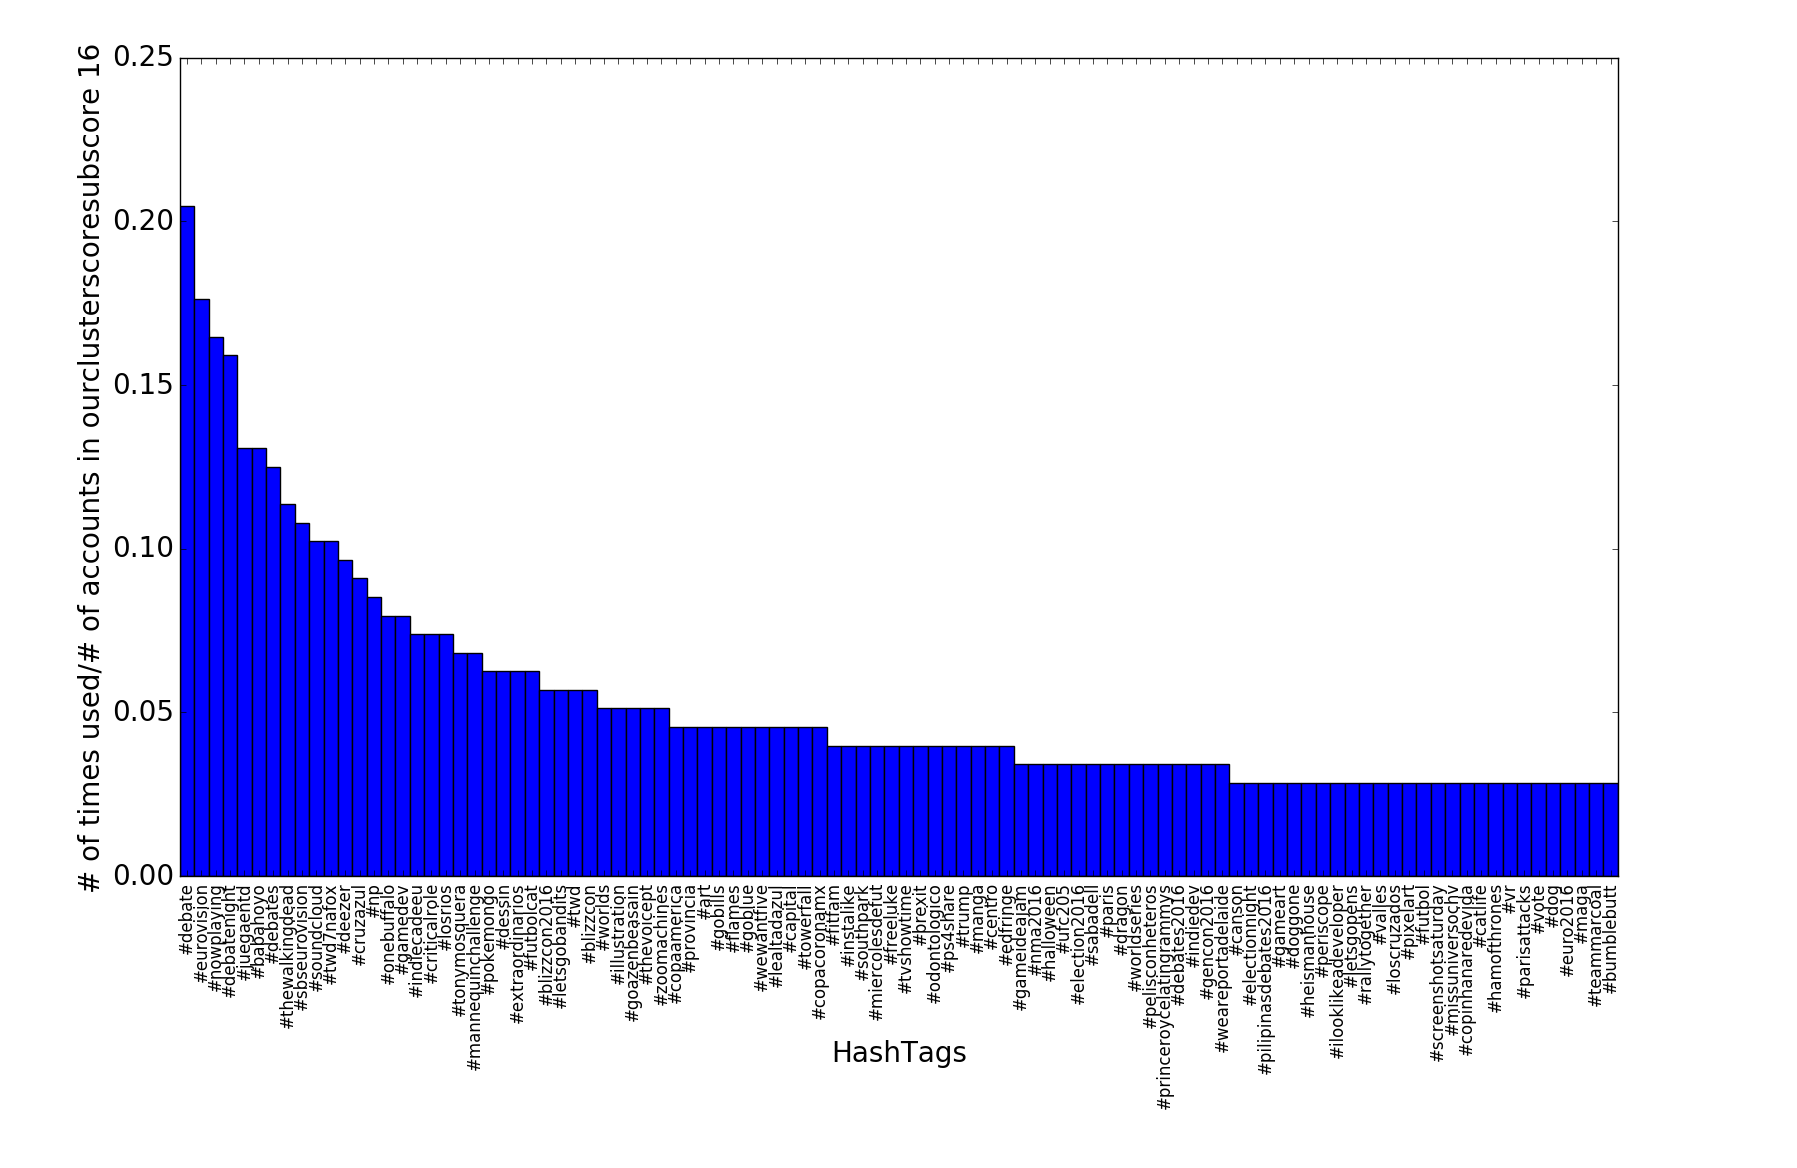 # of times used/# of accounts in ourclusterscoresubscore 16
0.25
0.20
0.15
0.10
0.05
0.00
#debate
#eurovision
#nowplaying
#debatenight
#juegaentd
#babahoyo
#debates
#thewalkingdead
#sbseurovision
#soundcloud
#twd7nafox
#deezer
#cruzazul
#np
#onebuffalo
#gamedev
#indiecadeeu
#criticalrole
#losrios
#tonymosquera
#mannequinchallenge
#pokemongo
#dessin
#extraordinarios
#futbolcat
#blizzcon2016
#letsgobandits
#twd
#blizzcon
#worlds
#illustration
#goazenbeasain
#thevoicept
#zoomachines
#copaamerica
#provincia
#art
#gobills
#flames
#goblue
#wewantfive
#lealtadazul
#capital
#towerfall
#copacoronamx
#fitfam
#instalike
#southpark
#miercolesdefut
#freeluke
#tvshowtime
#prexit
#odontologico
#ps4share
#trump
#manga
#centro
#edfringe
#gameideajam
#nma2016
#halloween
#ufc205
#election2016
#sabadell
#paris
#dragon
#worldseries
#pelisconheteros
#princeroycelatingrammys
#debates2016
#indiedev
#gencon2016
#weareportadelaide
#canson
#electionnight
#pilipinasdebates2016
#gameart
#doggone
#heismanhouse
#periscope
#ilooklikeadeveloper
#letsgopens
#rallytogether
#valles
#loscruzados
#pixelart
#futbol
#screenshotsaturday
#missuniversochv
#copinhanaredevida
#catlife
#hamofthrones
#vr
#parisattacks
#vote
#dog
#euro2016
#maga
#teammarcoal
#bumblebutt
HashTags